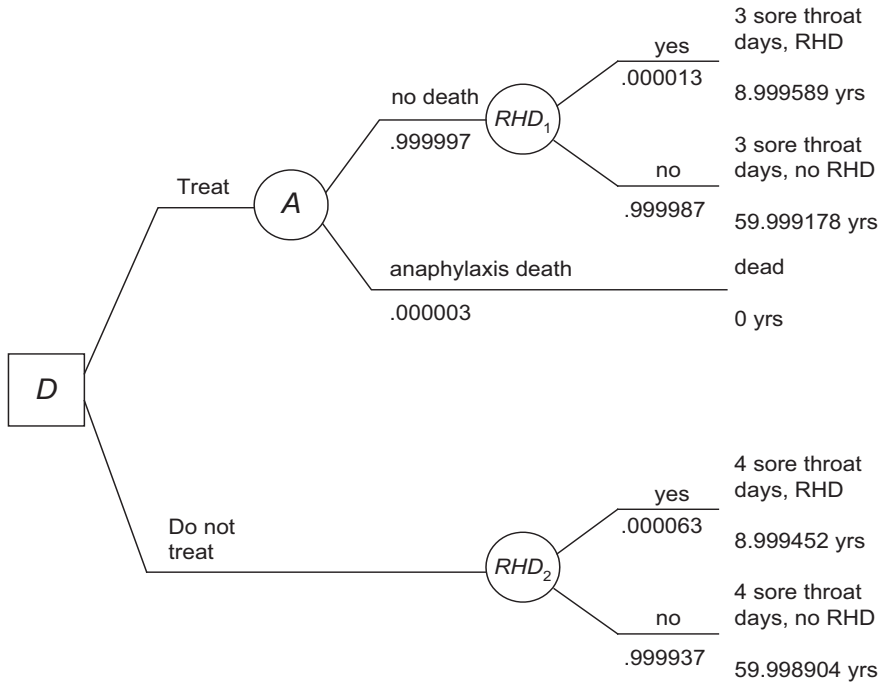 3 sore throat
days, RHD
yes
.000013
8.999589 yrs
no death
RHD1
.999997
3 sore throat
days, no RHD
no
.999987
59.999178 yrs
Treat
A
anaphylaxis death
dead
.000003
0 yrs
D
4 sore throat
days, RHD
yes
.000063
8.999452 yrs
Do not
treat
RHD2
4 sore throat
days, no RHD
no
.999937
59.998904 yrs